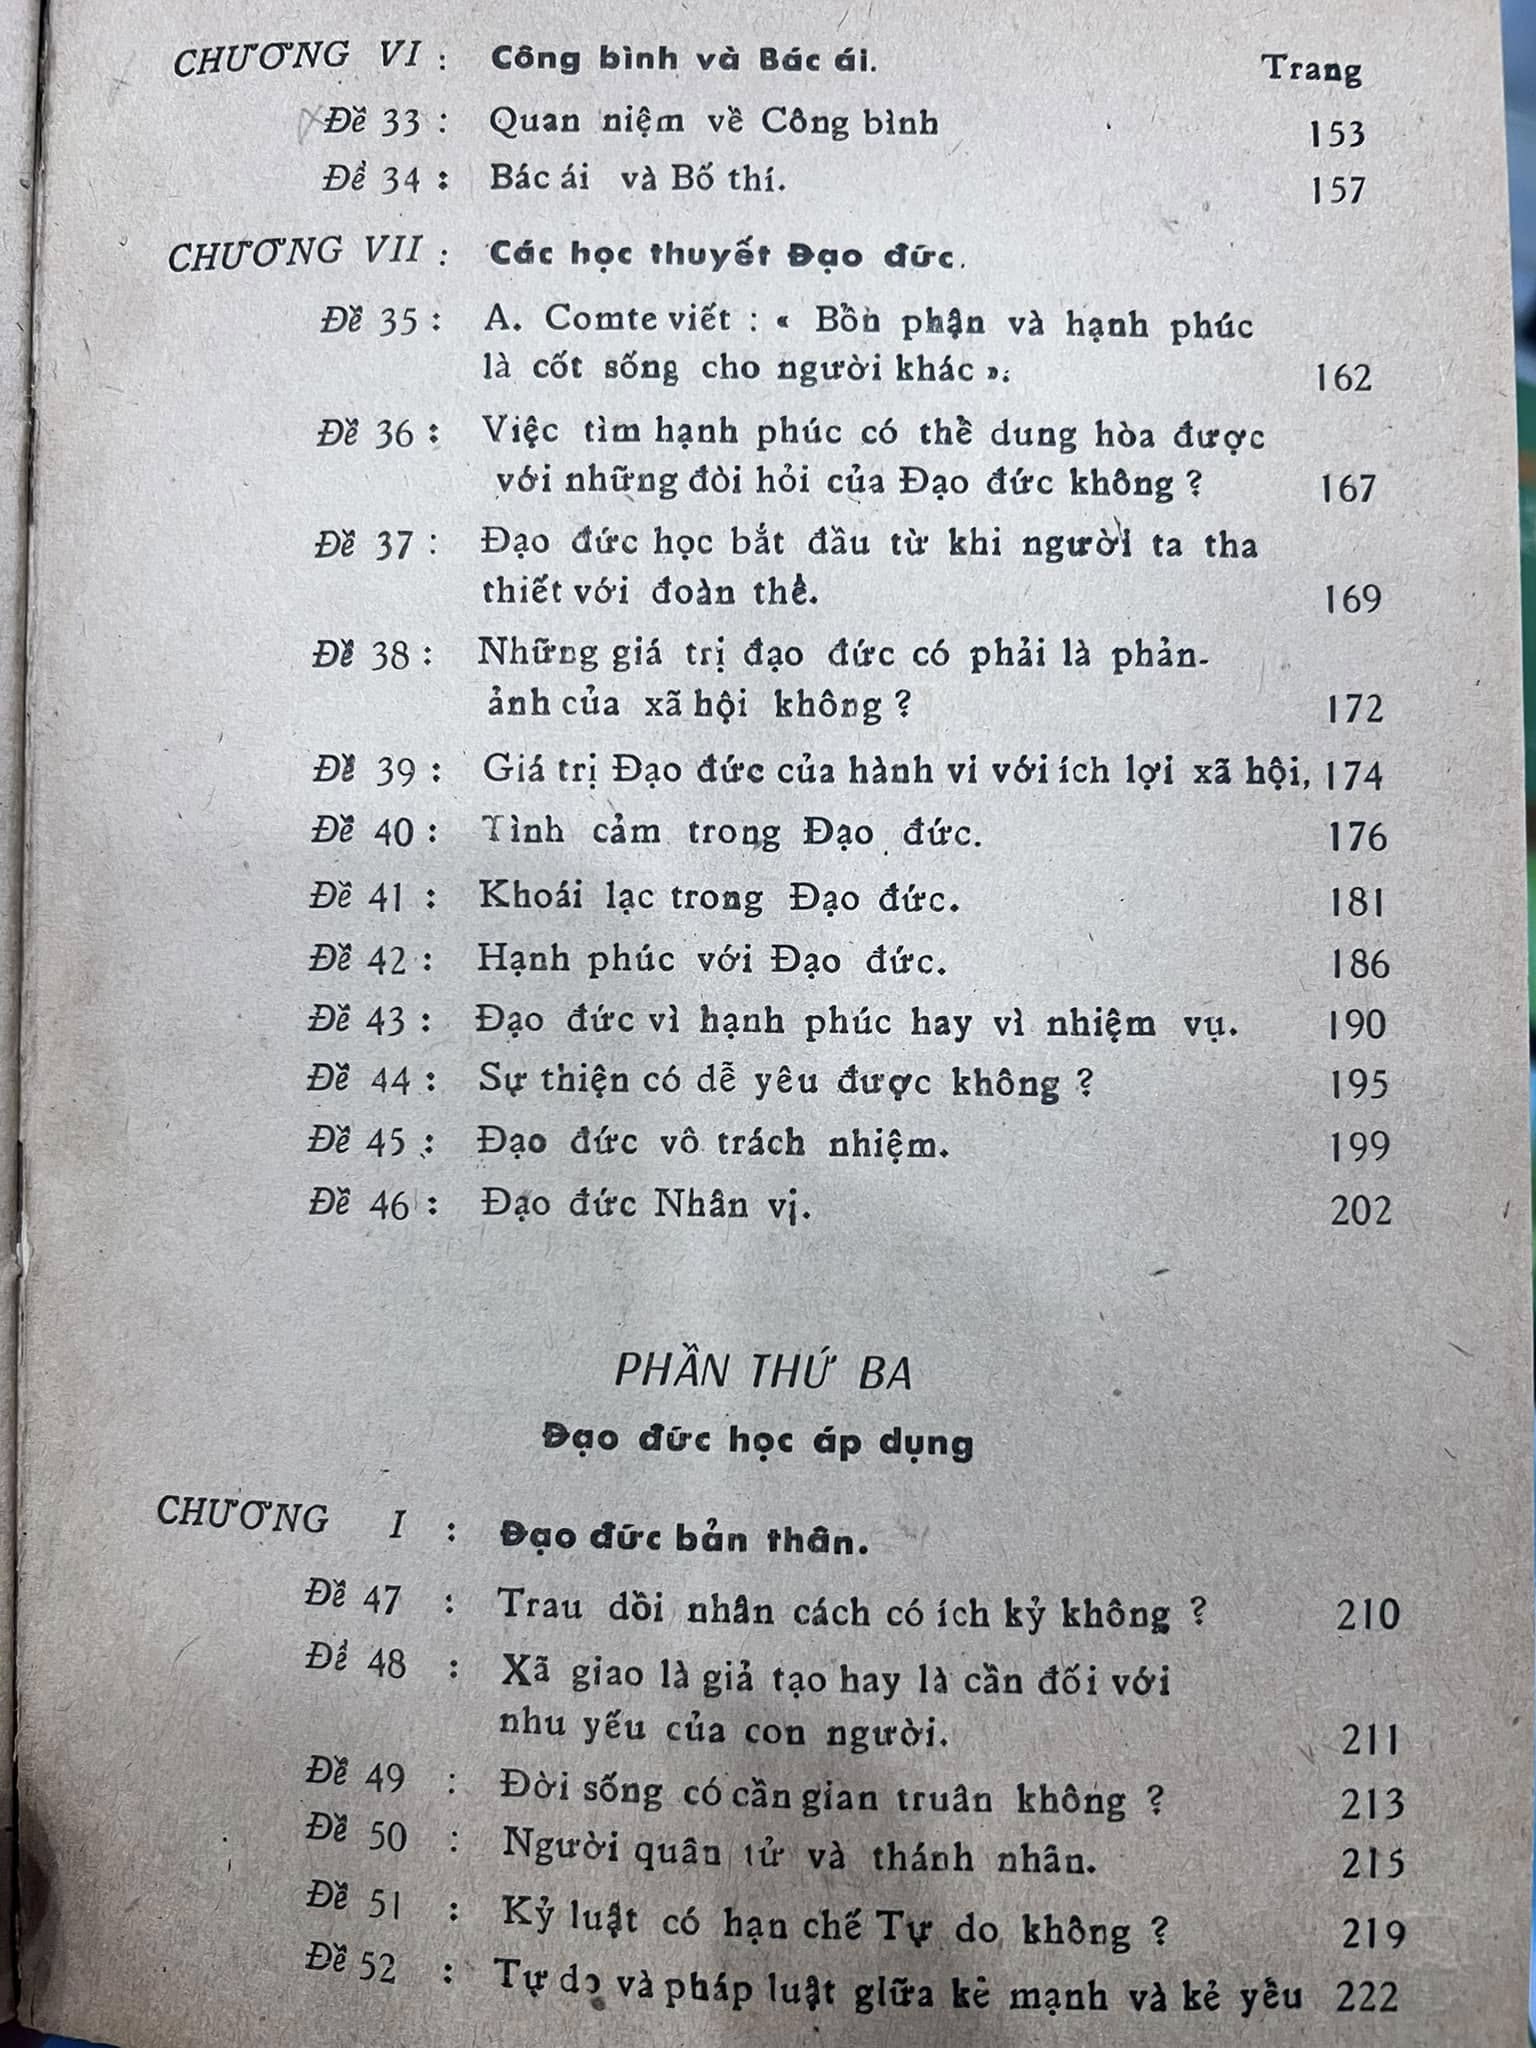 CHƯƠNG VI : Công bình và Bác ái. Trang
Đề 33 : Quan niệm về Công bình 153
Đề 34 : Bác ái và Bố thí. 157
CHƯƠNG VII : Các học thuyết Đạo đức.
Đề 35 : A. Comte viết : « Bổn phận và hạnh phúc
là cốt sống cho người khác ». 162
Đề 36 : Việc tìm hạnh phúc có thể dung hòa được
với những đòi hỏi của Đạo đức không ? 167
Đề 37 : Đạo đức học bắt đầu từ khi người ta tha
thiết với đoàn thể. 169
Đề 38 : Những giá trị đạo đức có phải là phản-
ảnh của xã hội không ? 172
Đề 39 : Giá trị Đạo đức của hành vi với ích lợi xã hội, 174
Đề 40 : Tình cảm trong Đạo đức. 176
Đề 41 : Khoái lạc trong Đạo đức. 181
Đề 42 : Hạnh phúc với Đạo đức. 186
Đề 43 : Đạo đức vì hạnh phúc hay vì nhiệm vụ. 190
Đề 44 : Sự thiện có dễ yêu được không ? 195
Đề 45 : Đạo đức vô trách nhiệm. 199
Đề 46 : Đạo đức Nhân vị. 202
PHẦN THỨ BA
Đạo đức học áp dụng
CHƯƠNG I : Đạo đức bản thân.
Đề 47 : Trau dồi nhân cách có ích kỷ không ? 210
Đề 48 : Xã giao là giả tạo hay là cần đối với
nhu yếu của con người. 211
Đề 49 : Đời sống có cần gian truân không ? 213
Đề 50 : Người quân tử và thánh nhân. 215
Đề 51 : Kỷ luật có hạn chế Tự do không ? 219
Đề 52 : Tự do và pháp luật giữa kẻ mạnh và kẻ yếu 222